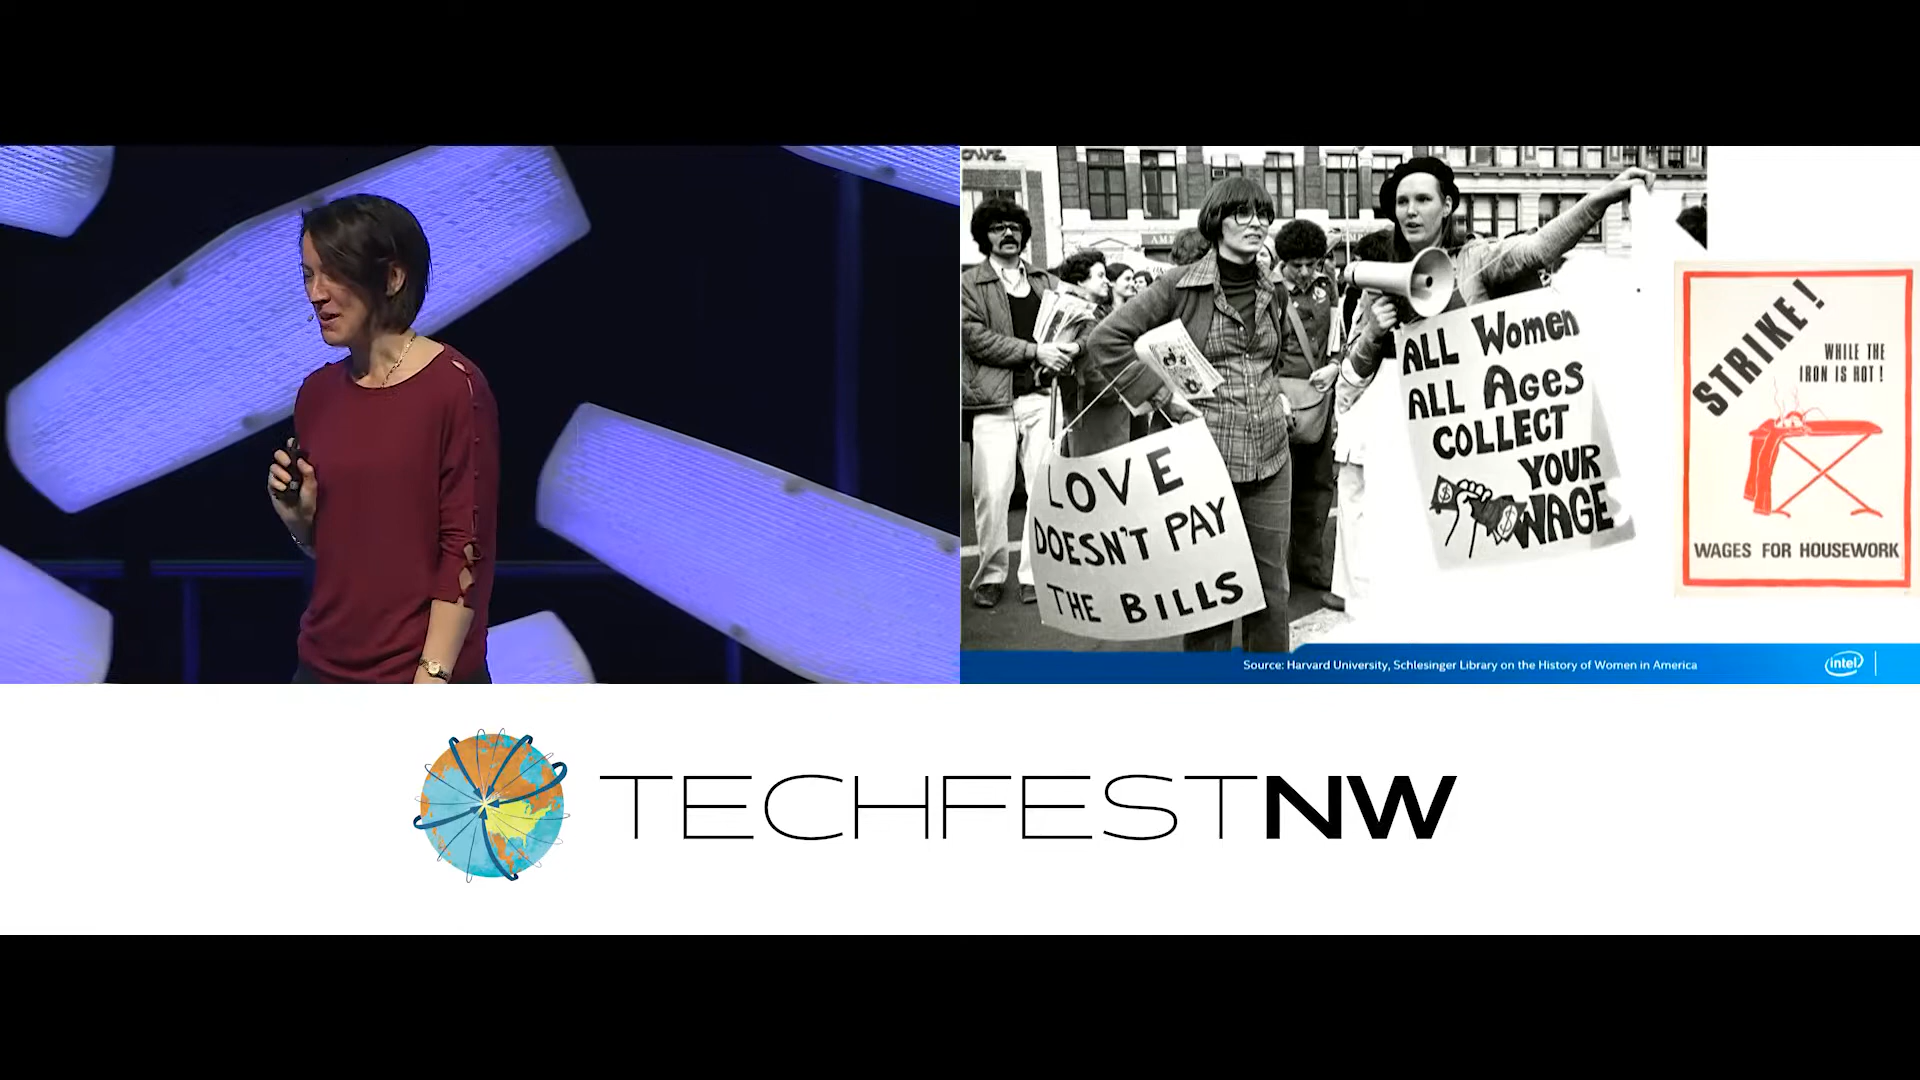 LOVE
DOESN'T PAY
THE BILLS
ALL Women
ALL AGES
COLLECT
YOUR
WAGE
STRIKE!
WHILE THE
IRON IS HOT!
WAGES FOR HOUSEWORK
Source: Harvard University, Schlesinger Library on the History of Women in America
intel
TECHFESTNW